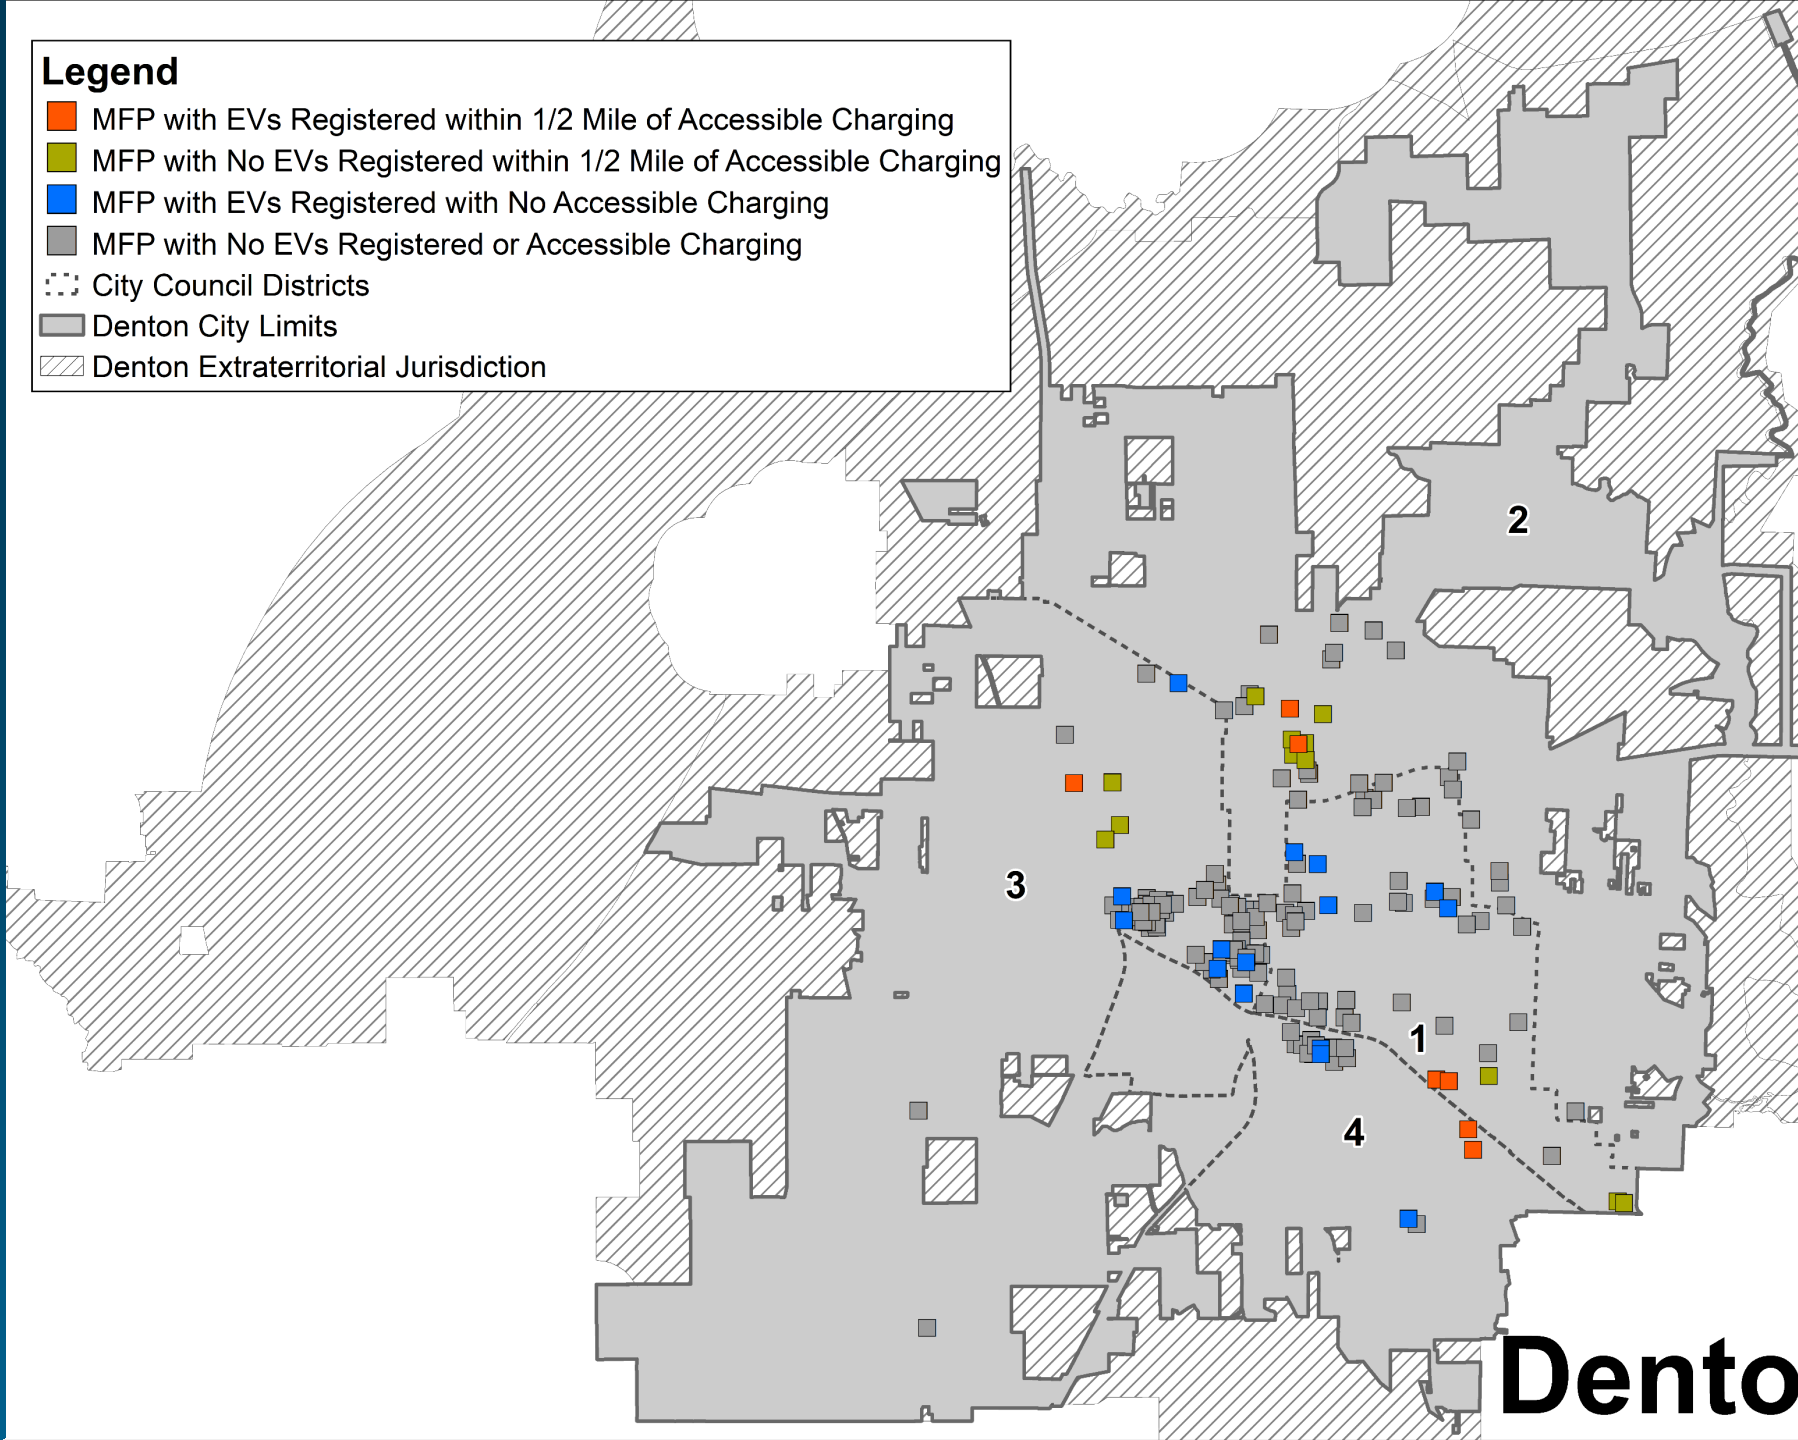 Legend
MFP with EVs Registered within 1/2 Mile of Accessible Charging
MFP with No EVs Registered within 1/2 Mile of Accessible Charging
MFP with EVs Registered with No Accessible Charging
MFP with No EVs Registered or Accessible Charging
City Council Districts
Denton City Limits
Denton Extraterritorial Jurisdiction
2
3
1
4
Dento